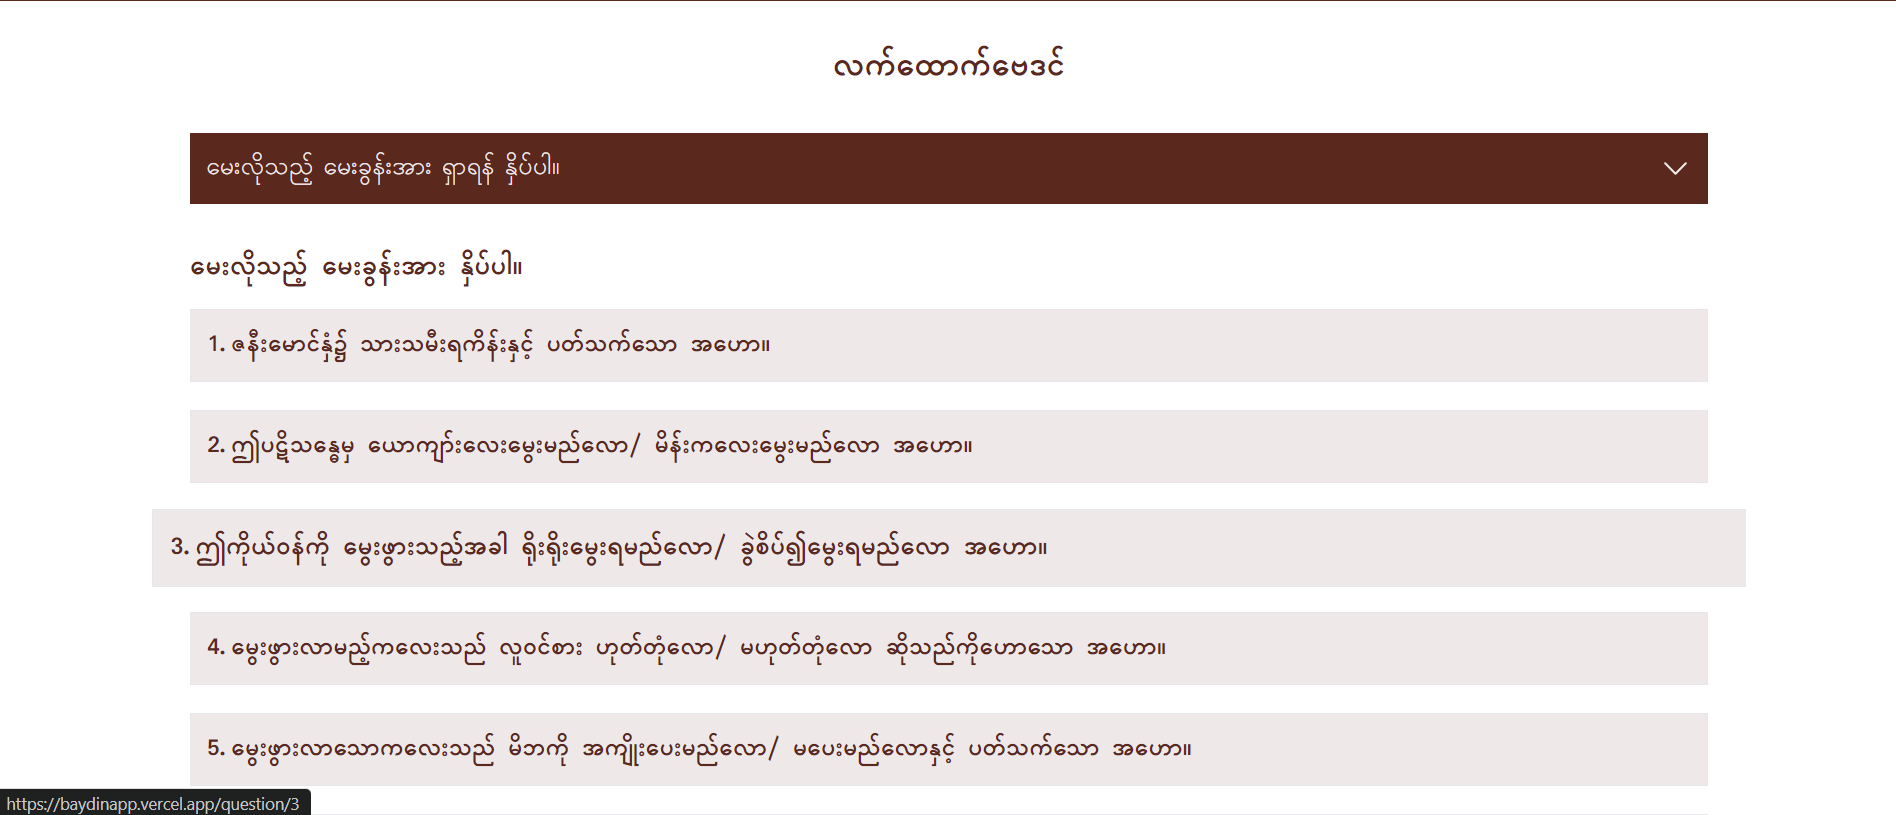 လက်ထောက်ဗေဒင်
မေးလိုသည့် မေးခွန်းအား ရှာရန် နှိပ်ပါ။
မေးလိုသည့် မေးခွန်းအား နှိပ်ပါ။
1. ဇနီးမောင်နှံ၌ သားသမီးရကိန်းနှင့် ပတ်သက်သော အဟော။
2. ဤပဋိသန္ဓေမှ ယောကျာ်းလေးမွေးမည်လော/ မိန်းကလေးမွေးမည်လော အဟော။
3. ဤကိုယ်ဝန်ကို မွေးဖွားသည့်အခါ ရိုးရိုးမွေးရမည်လော/ ခွဲစိပ်၍မွေးရမည်လော အဟော။
4. မွေးဖွားလာမည့်ကလေးသည် လူဝင်စား ဟုတ်တုံလော/ မဟုတ်တုံလော ဆိုသည်ကိုဟောသော အဟော။
5. မွေးဖွားလာသောကလေးသည် မိဘကို အကျိုးပေးမည်လော/ မပေးမည်လောနှင့် ပတ်သက်သော အဟော။
https://baydinapp.vercel.app/question/3